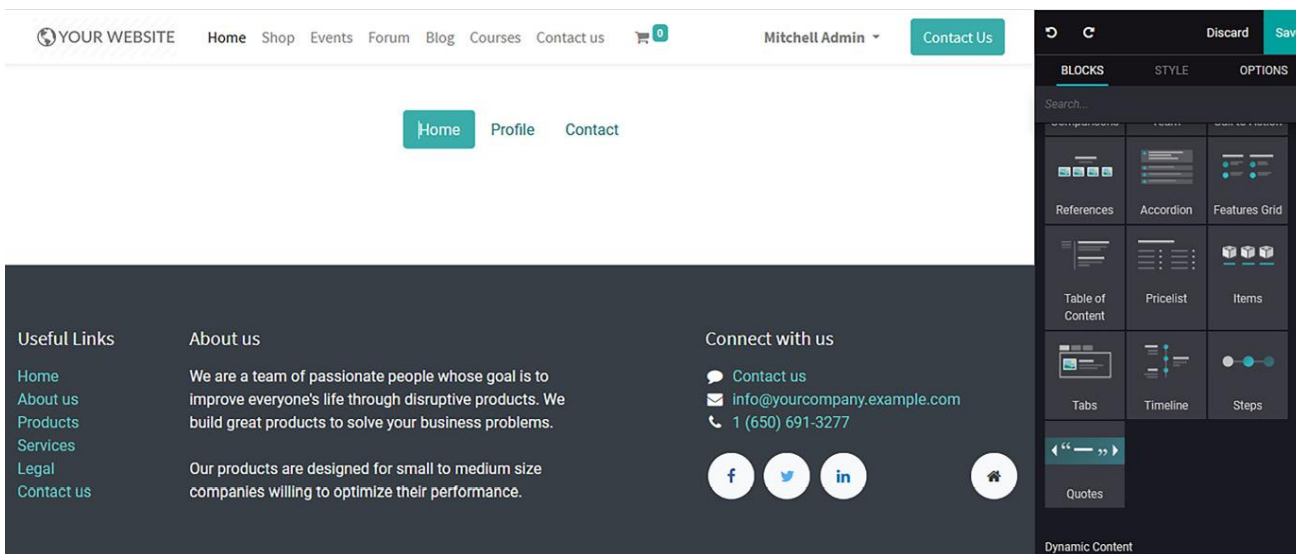 YOUR WEBSITE Home Shop Events Forum Blog Courses Contact us 0 Mitchell Admin Contact Us
Home Profile Contact
Useful Links
Home
About us
Products
Services
Legal
Contact us
About us
We are a team of passionate people whose goal is to
improve everyone's life through disruptive products. We
build great products to solve your business problems.
Our products are designed for small to medium size
companies willing to optimize their performance.
Connect with us
Contact us
info@yourcompany.example.com
1 (650) 691-3277
f in
Discard Sav
BLOCKS STYLE OPTIONS
Search...
References Accordion Features Grid
Table of
Content
Pricelist Items
Tabs Timeline Steps
Quotes
Dynamic Content